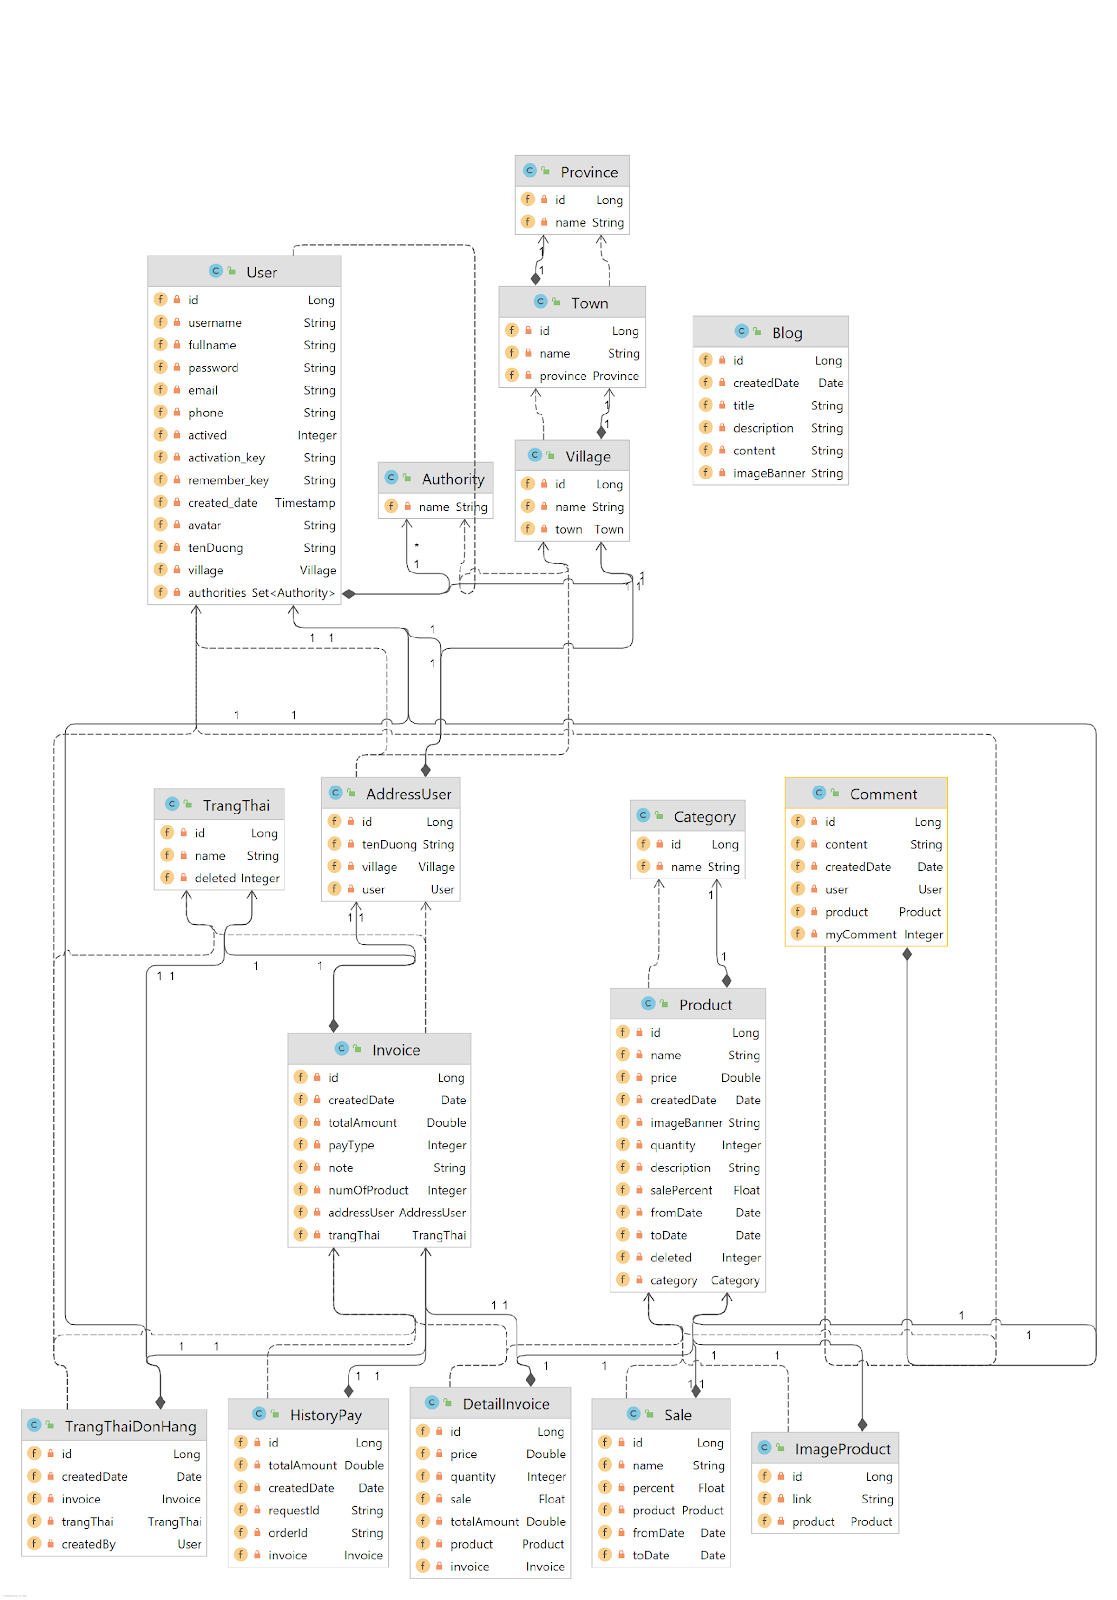 Province
id Long
name String
User
id Long
username String
fullname String
password String
email String
phone String
actived Integer
activation_key String
remember_key String
created_date Timestamp
avatar String
tenDuong String
village Village
authorities Set<Authority>
Town
id Long
name String
province Province
Blog
id Long
createdDate Date
title String
description String
content String
imageBanner String
Authority
name String
Village
id Long
name String
town Town
TrangThai
id Long
name String
deleted Integer
AddressUser
id Long
tenDuong String
village Village
user User
Category
id Long
name String
Comment
id Long
content String
createdDate Date
user User
product Product
myComment Integer
Invoice
id Long
createdDate Date
totalAmount Double
payType Integer
note String
numOfProduct Integer
addressUser AddressUser
trangThai TrangThai
Product
id Long
name String
price Double
createdDate Date
imageBanner String
quantity Integer
description String
salePercent Float
fromDate Date
toDate Date
deleted Integer
category Category
TrangThaiDonHang
id Long
createdDate Date
invoice Invoice
trangThai TrangThai
createdBy User
HistoryPay
id Long
totalAmount Double
createdDate Date
requestId String
orderId String
invoice Invoice
DetailInvoice
id Long
price Double
quantity Integer
sale Float
totalAmount Double
product Product
invoice Invoice
Sale
id Long
name String
percent Float
product Product
fromDate Date
toDate Date
ImageProduct
id Long
link String
product Product